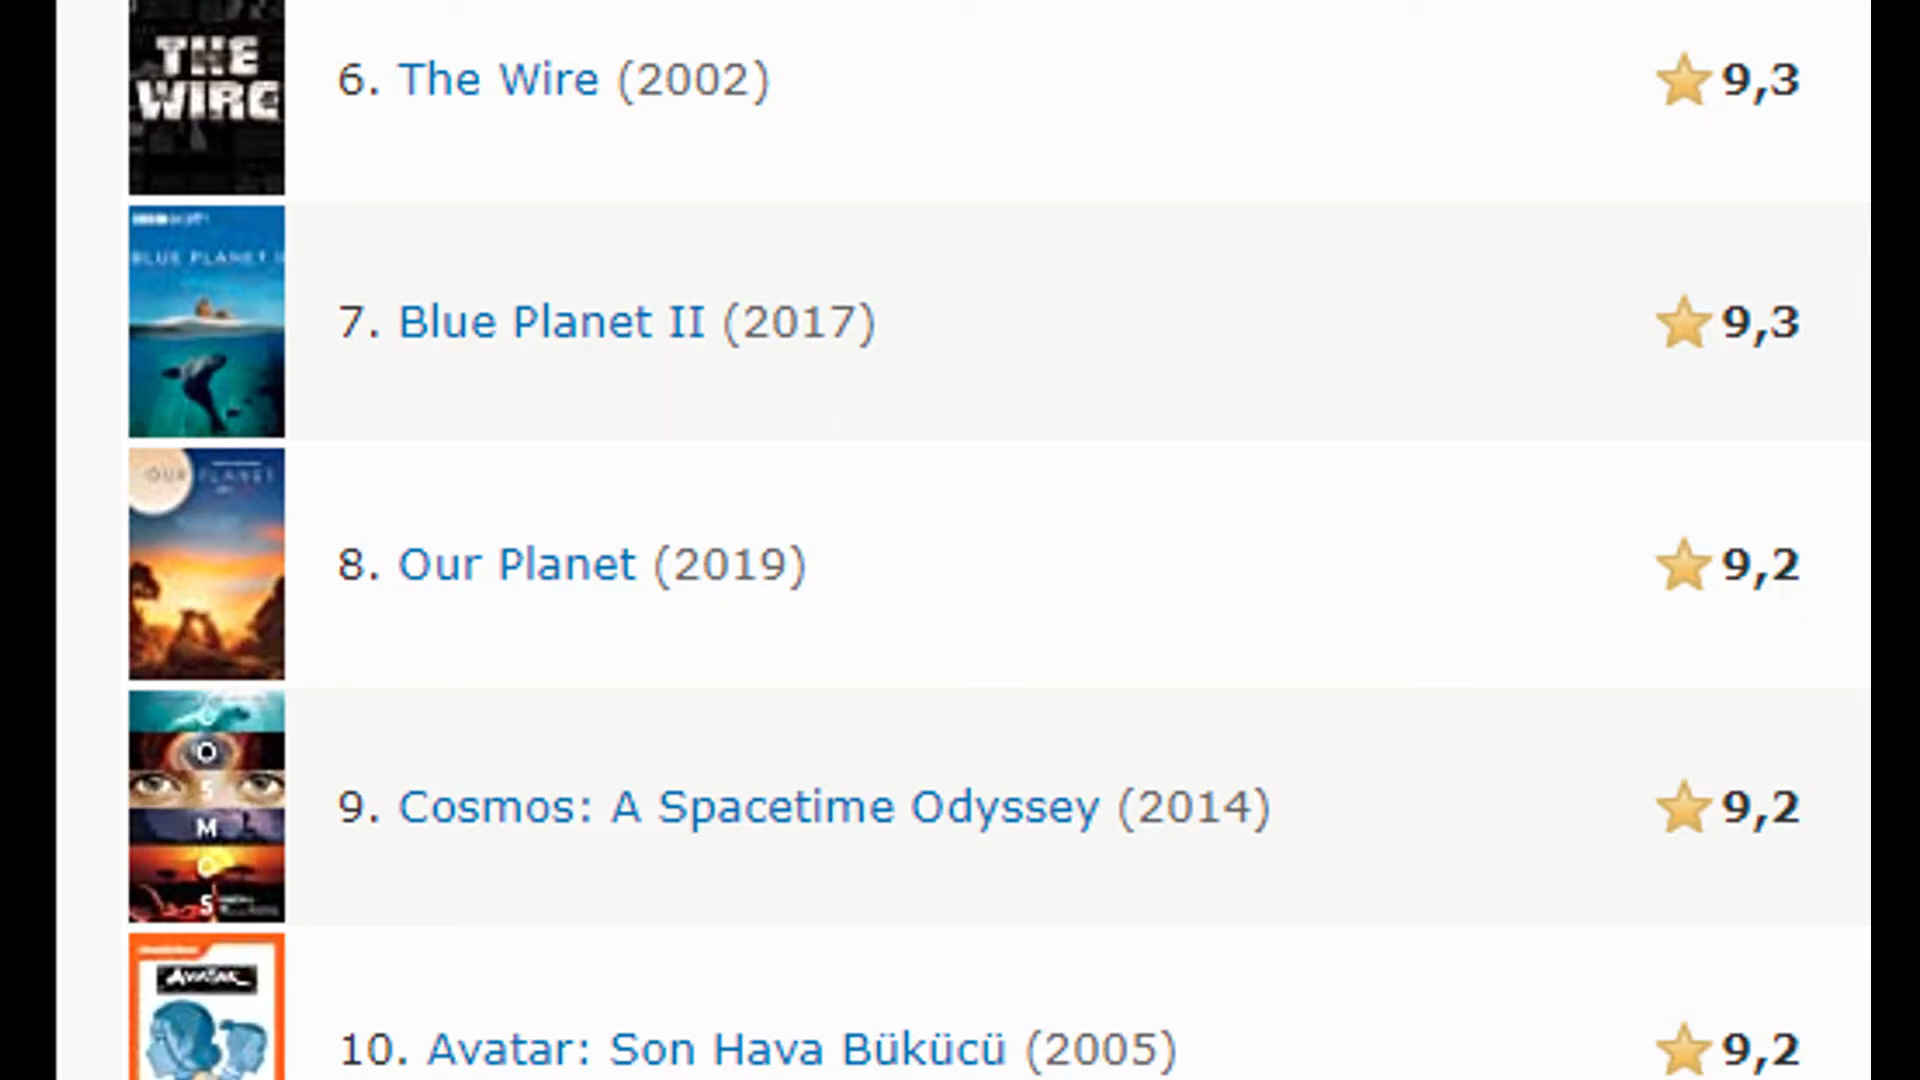 THE
WIRE
6. The Wire (2002)
9,3
BLUE PLANET II
7. Blue Planet II (2017)
9,3
OUR PLANET
8. Our Planet (2019)
9,2
C
O
S
M
O
S
9. Cosmos: A Spacetime Odyssey (2014)
9,2
AVATAR
10. Avatar: Son Hava Bükücü (2005)
9,2